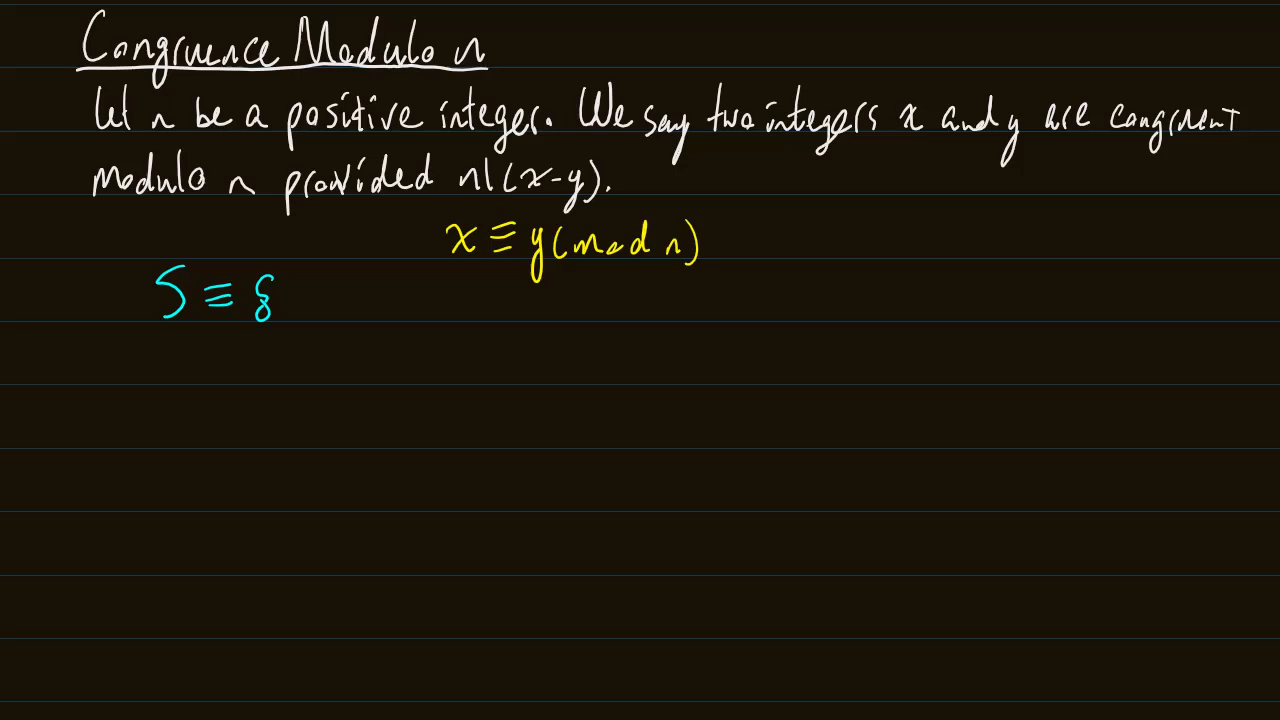 Congruence Modulo n
Let n be a positive integer. We say two integers x and y are congruent
modulo n provided n|(x-y).
x ≡ y (mod n)
5 ≡ 8